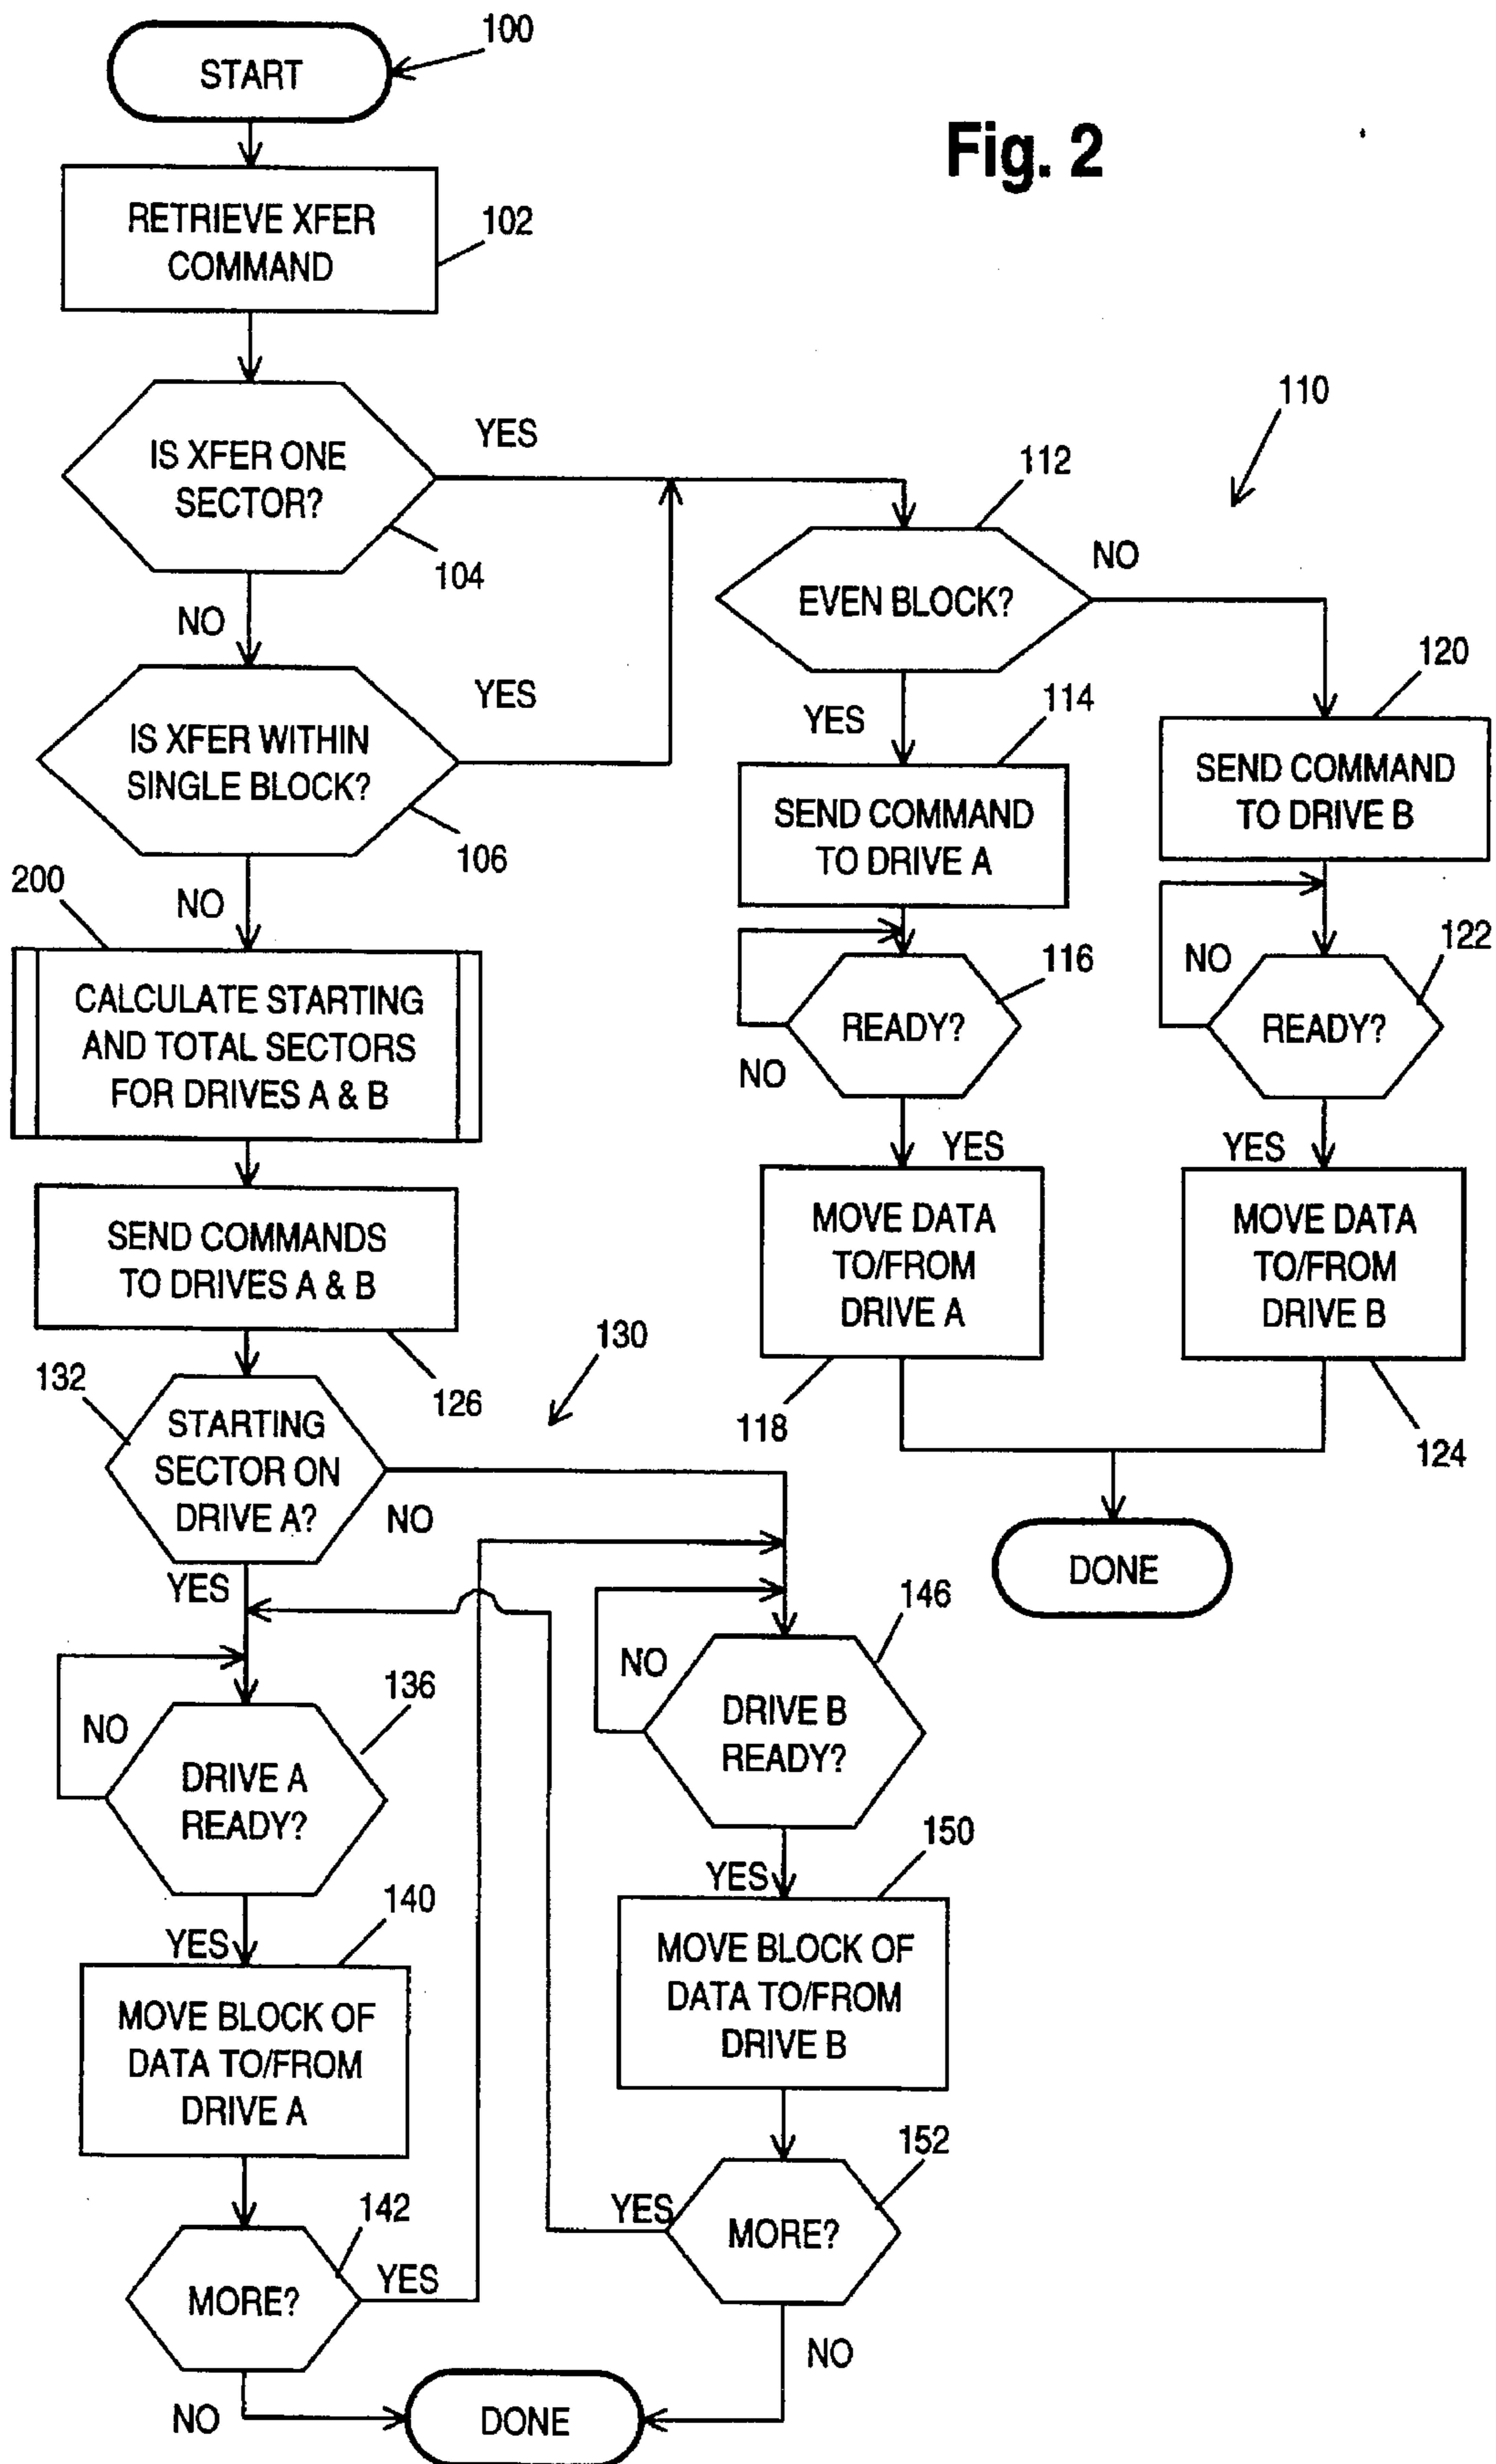 100
START
Fig. 2
RETRIEVE XFER
COMMAND
102
110
IS XFER ONE
SECTOR?
YES
104
NO
112
EVEN BLOCK?
NO
IS XFER WITHIN
SINGLE BLOCK?
YES
106
NO
YES
114
SEND COMMAND
TO DRIVE A
120
SEND COMMAND
TO DRIVE B
200
CALCULATE STARTING
AND TOTAL SECTORS
FOR DRIVES A & B
116
READY?
NO
YES
122
NO
READY?
YES
SEND COMMANDS
TO DRIVES A & B
126
MOVE DATA
TO/FROM
DRIVE A
118
MOVE DATA
TO/FROM
DRIVE B
124
DONE
130
132
STARTING
SECTOR ON
DRIVE A?
NO
YES
136
NO
DRIVE A
READY?
YES
140
MOVE BLOCK OF
DATA TO/FROM
DRIVE A
142
MORE?
YES
NO
146
NO
DRIVE B
READY?
YES
150
MOVE BLOCK OF
DATA TO/FROM
DRIVE B
152
YES
MORE?
NO
DONE